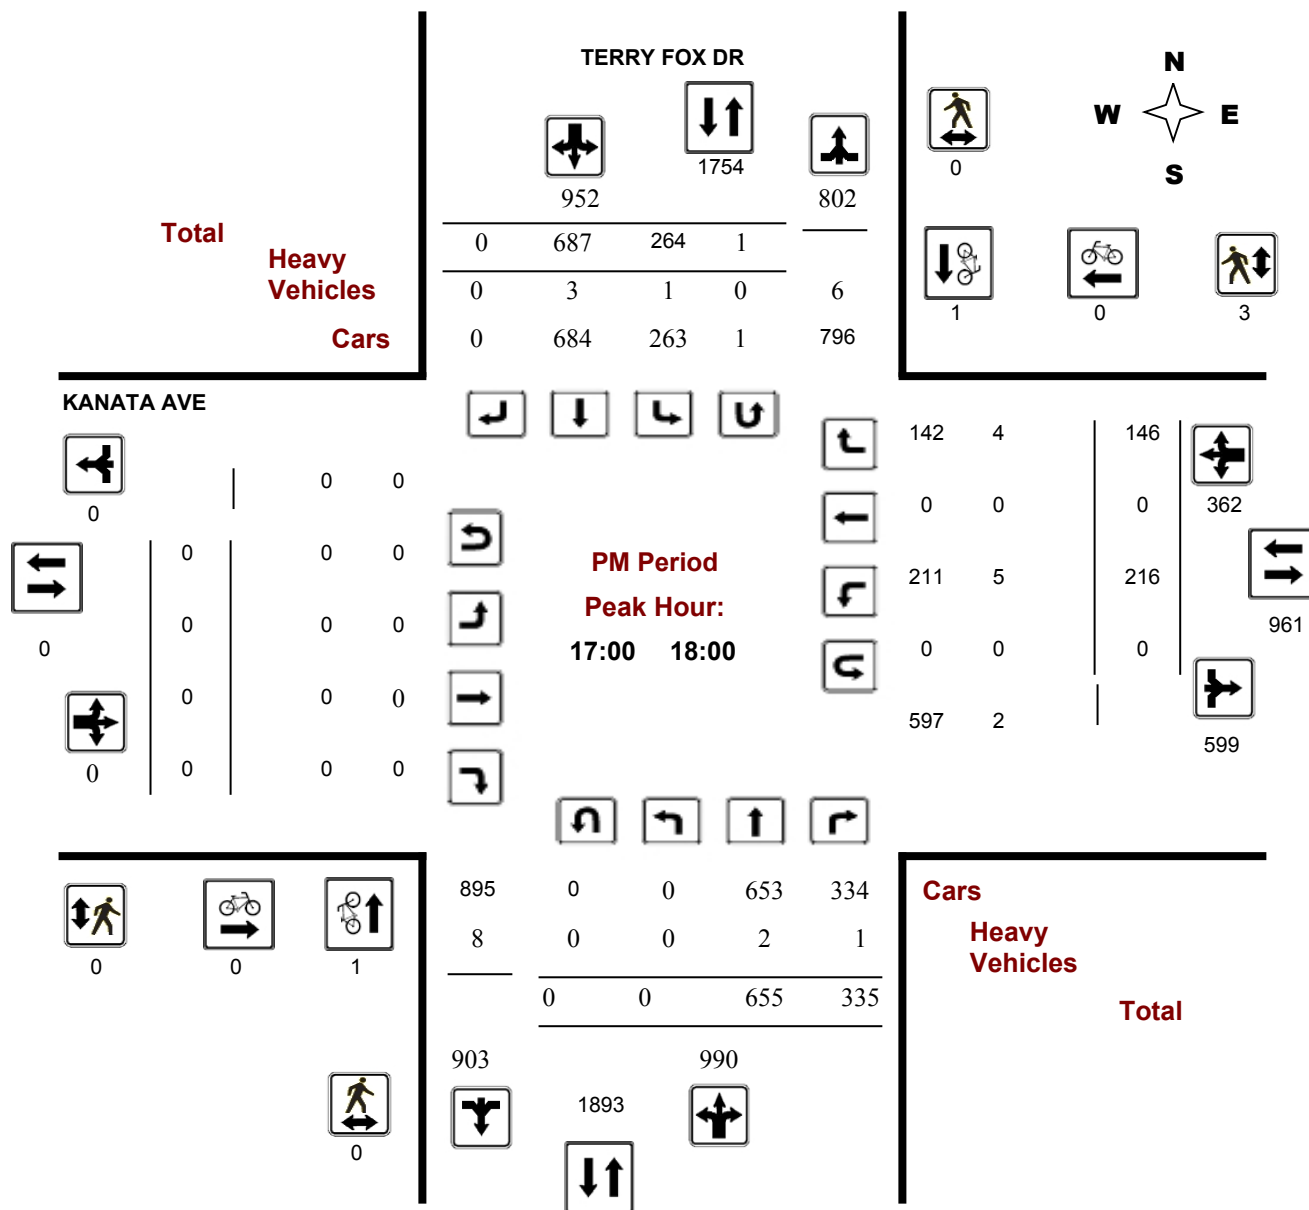 TERRY FOX DR
N
W E
S
1754
0
952 802
Total
0 687 264 1
Heavy
Vehicles
0 3 1 0 6
1 0 3
Cars
0 684 263 1 796
KANATA AVE
142 4 146
0 0 0
0 0 0 362
0 0 0
PM Period
211 5 216
Peak Hour:
0 0 0 961
17:00 18:00
0 0 0 0
0 0 0
597 2
599
0 0 0 0
895 0 0 653 334
Cars
8 0 0 2 1
Heavy
Vehicles
0 0 1
0 0 655 335
Total
903 990
1893
0